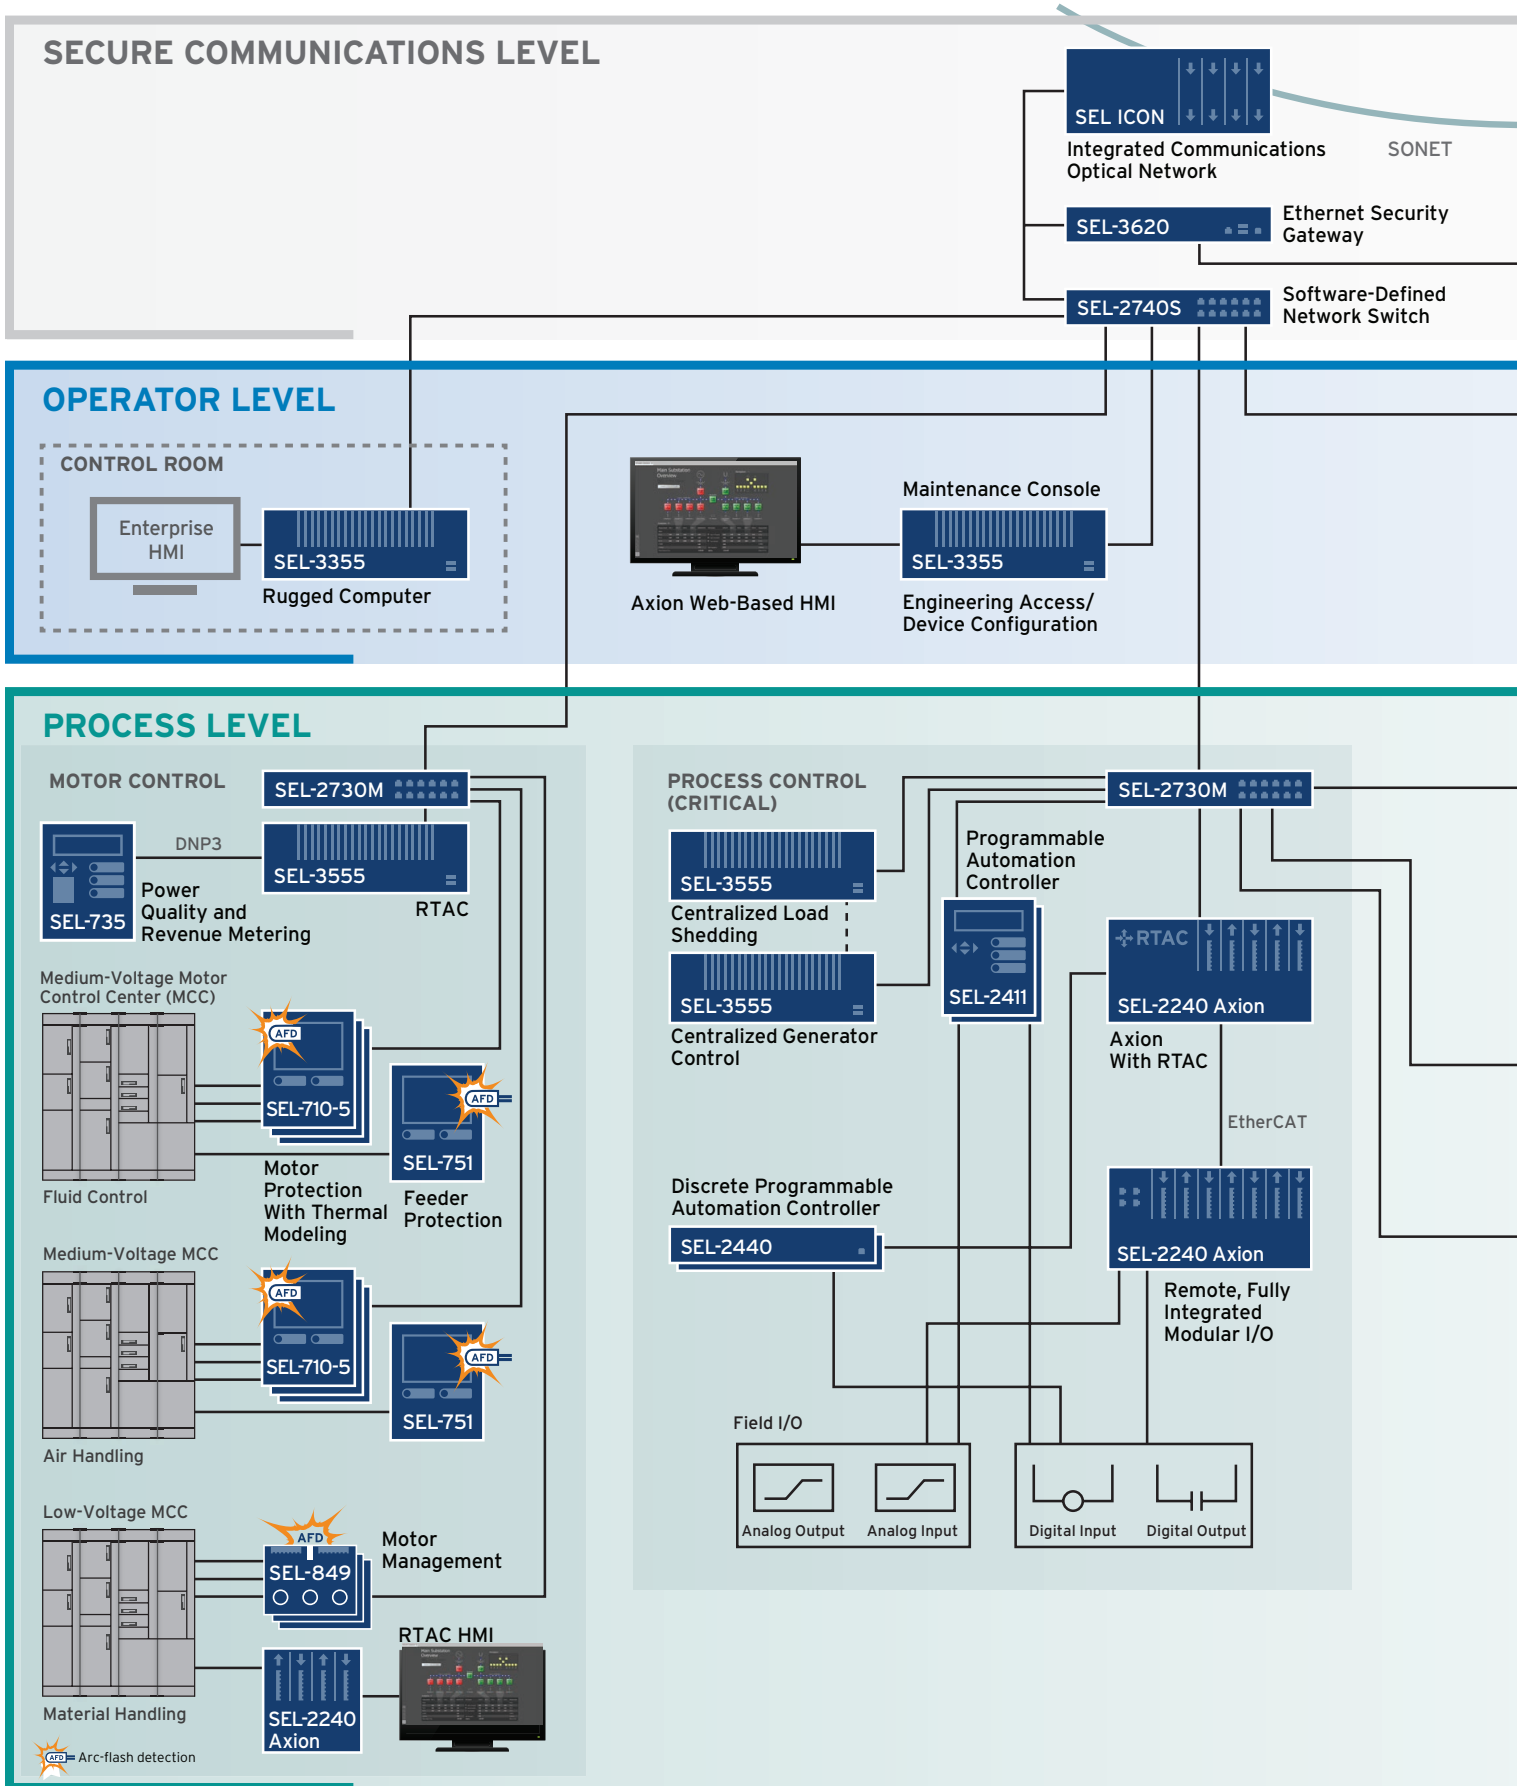 SECURE COMMUNICATIONS LEVEL
SEL ICON
Integrated Communications
Optical Network
SONET
SEL-3620
Ethernet Security
Gateway
SEL-2740S
Software-Defined
Network Switch
OPERATOR LEVEL
CONTROL ROOM
Enterprise
HMI
SEL-3355
Rugged Computer
Main Substation
Overview
Axion Web-Based HMI
Maintenance Console
SEL-3355
Engineering Access/
Device Configuration
PROCESS LEVEL
MOTOR CONTROL
SEL-2730M
DNP3
SEL-3555
RTAC
SEL-735
Power
Quality and
Revenue Metering
Medium-Voltage Motor
Control Center (MCC)
AFD
SEL-710-5
AFD
SEL-751
Fluid Control
Motor
Protection
With Thermal
Modeling
Feeder
Protection
Medium-Voltage MCC
AFD
SEL-710-5
AFD
SEL-751
Air Handling
Low-Voltage MCC
AFD
SEL-849
Motor
Management
RTAC HMI
Main Substation
Overview
SEL-2240
Axion
Material Handling
AFD
Arc-flash detection
PROCESS CONTROL
(CRITICAL)
SEL-2730M
SEL-3555
Centralized Load
Shedding
SEL-3555
Centralized Generator
Control
Programmable
Automation
Controller
SEL-2411
RTAC
SEL-2240 Axion
Axion
With RTAC
EtherCAT
Discrete Programmable
Automation Controller
SEL-2440
SEL-2240 Axion
Remote, Fully
Integrated
Modular I/O
Field I/O
Analog Output
Analog Input
Digital Input
Digital Output